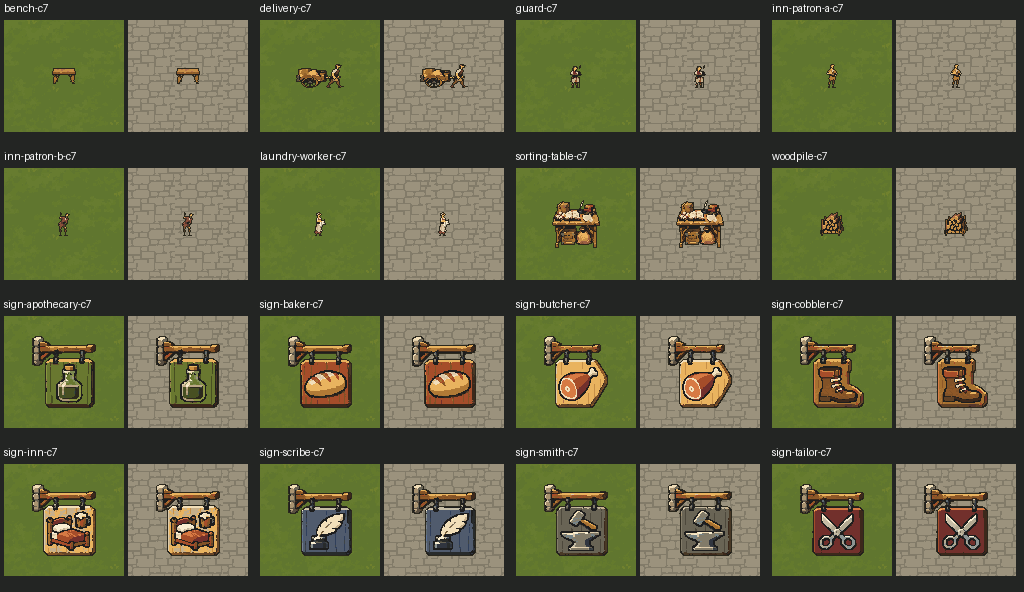 bench-c7
delivery-c7
guard-c7
inn-patron-a-c7
inn-patron-b-c7
laundry-worker-c7
sorting-table-c7
woodpile-c7
sign-apothecary-c7
sign-baker-c7
sign-butcher-c7
sign-cobbler-c7
sign-inn-c7
sign-scribe-c7
sign-smith-c7
sign-tailor-c7